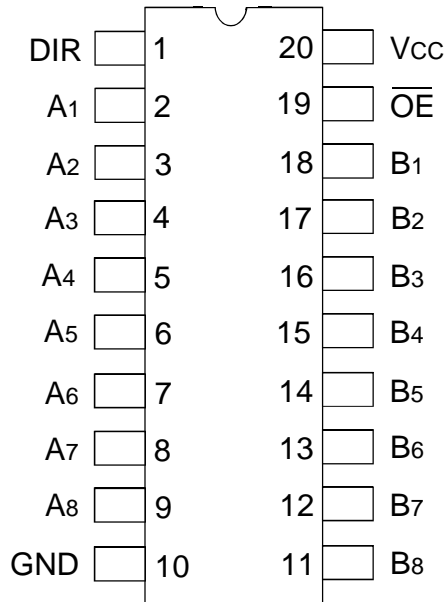 DIR 1 20 VCC
A1 2 19 O̅E̅
A2 3 18 B1
A3 4 17 B2
A4 5 16 B3
A5 6 15 B4
A6 7 14 B5
A7 8 13 B6
A8 9 12 B7
GND 10 11 B8